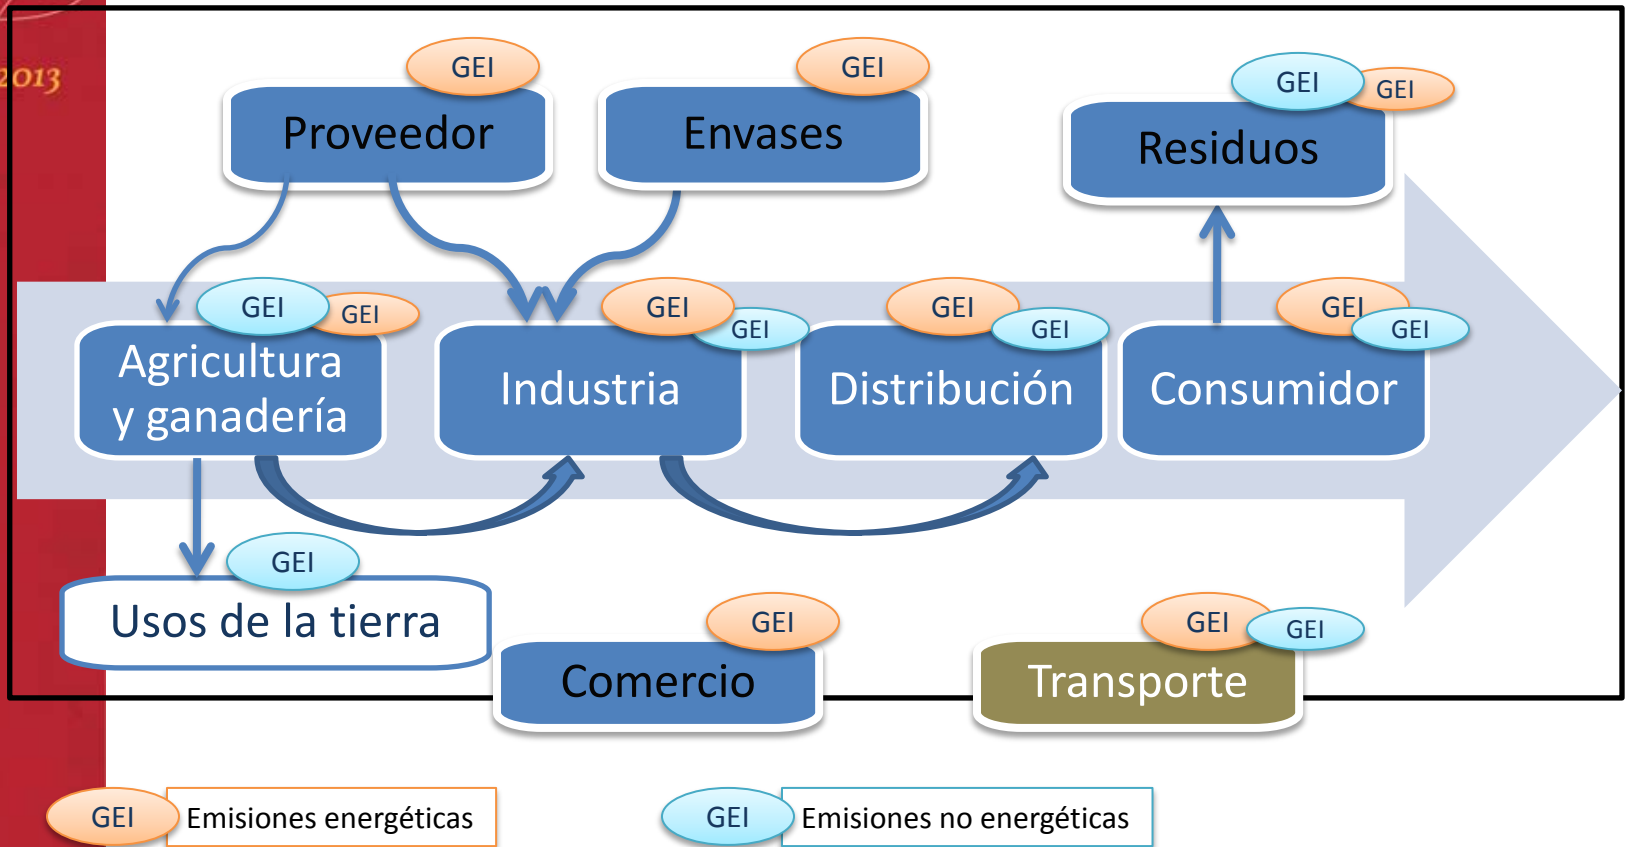 2013
GEI
GEI
GEI
GEI
Proveedor
Envases
Residuos
GEI
GEI
GEI
GEI
GEI
GEI
GEI
GEI
Agricultura
y ganadería
Industria
Distribución
Consumidor
GEI
Usos de la tierra
GEI
GEI
GEI
Comercio
Transporte
GEI
Emisiones energéticas
GEI
Emisiones no energéticas